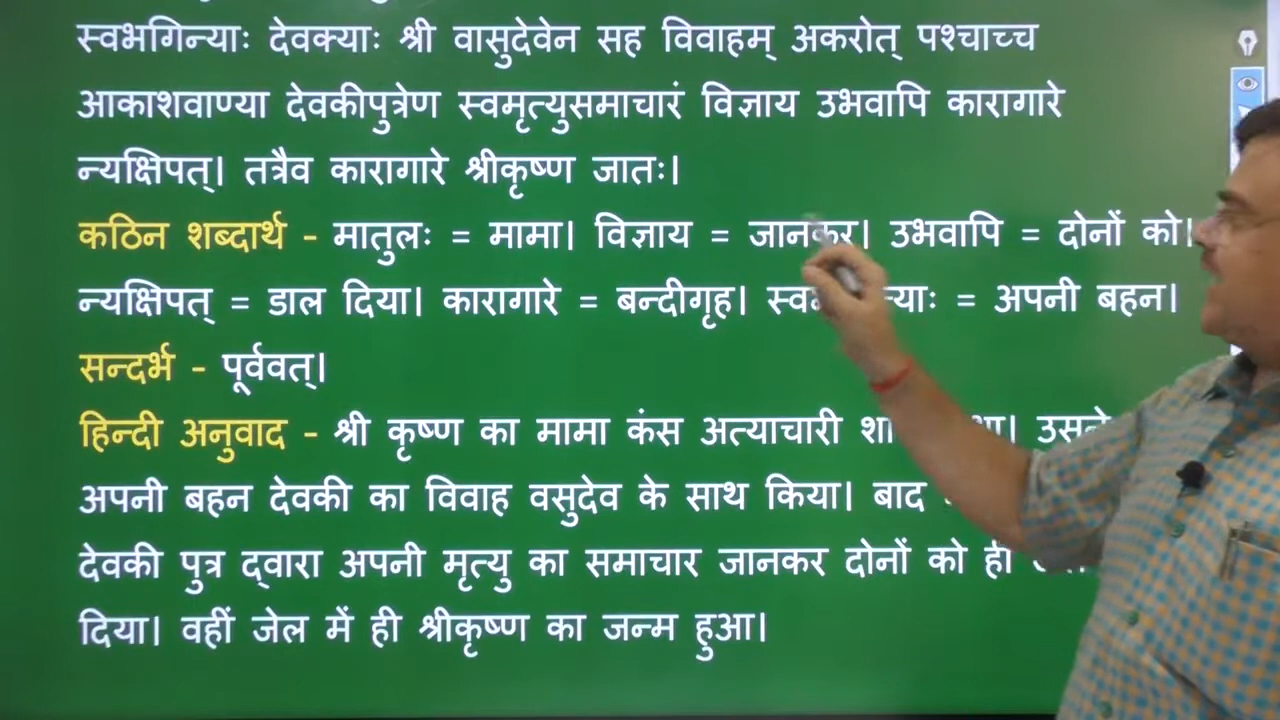 स्वभगिन्याः देवक्याः श्री वासुदेवेन सह विवाहम् अकरोत् पश्चाच्च
आकाशवाण्या देवकीपुत्रेण स्वमृत्युसमाचारं विज्ञाय उभवापि कारागारे
न्यक्षिपत्। तत्रैव कारागारे श्रीकृष्ण जातः।
कठिन शब्दार्थ - मातुलः = मामा। विज्ञाय = जानकर। उभवापि = दोनों को।
न्यक्षिपत् = डाल दिया। कारागारे = बन्दीगृह। = अपनी बहन।
सन्दर्भ - पूर्ववत्।
हिन्दी अनुवाद - श्री कृष्ण का मामा कंस अत्याचारी
अपनी बहन देवकी का विवाह वसुदेव के साथ किया। बाद
देवकी पुत्र द्वारा अपनी मृत्यु का समाचार जानकर दोनों को ही
दिया। वहीं जेल में ही श्रीकृष्ण का जन्म हुआ।